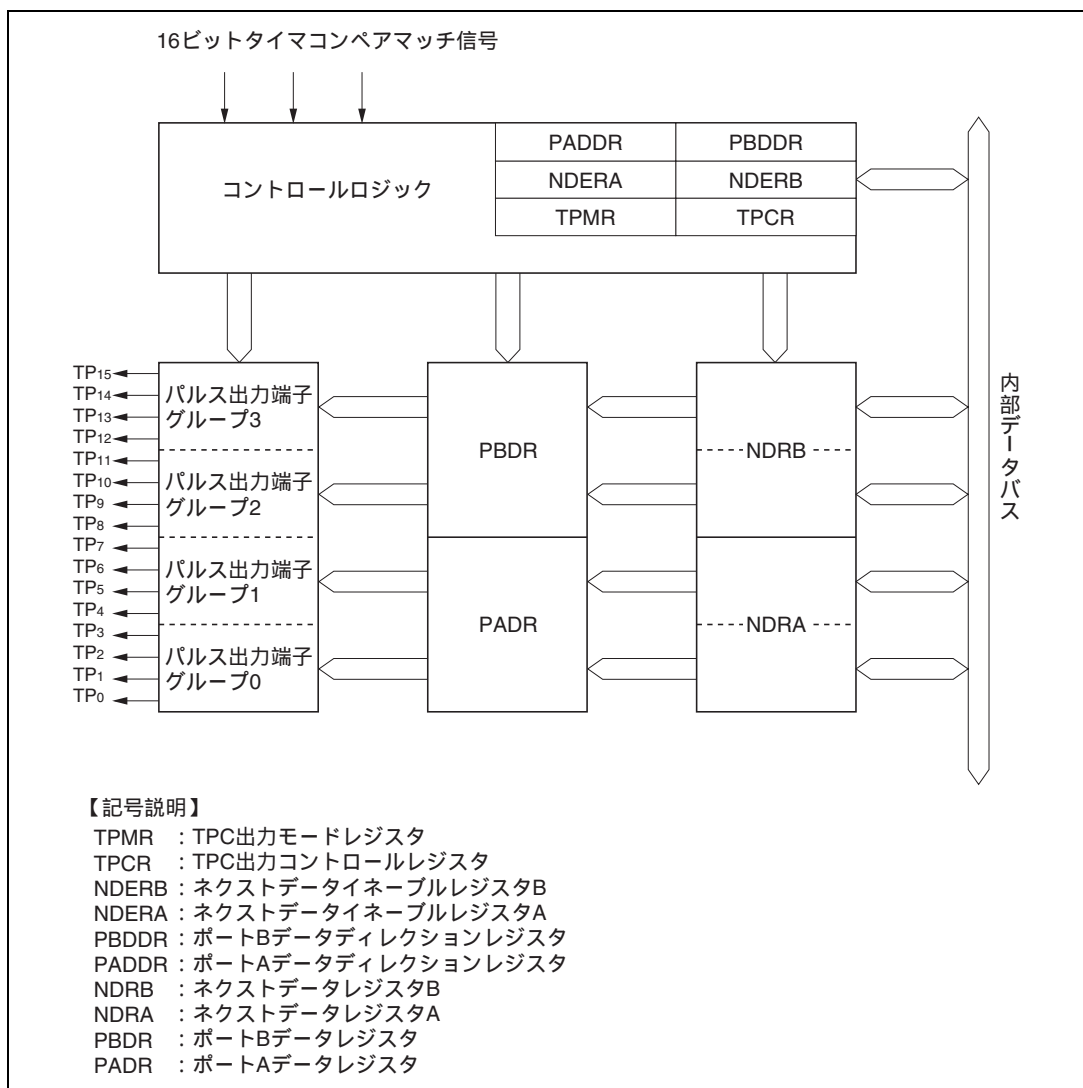 16ビットタイマコンペアマッチ信号
コントロールロジック
PADDR PBDDR
NDERA NDERB
TPMR TPCR
内部データバス
TP15
TP14
TP13
TP12
TP11
TP10
TP9
TP8
TP7
TP6
TP5
TP4
TP3
TP2
TP1
TP0
パルス出力端子
グループ3
パルス出力端子
グループ2
パルス出力端子
グループ1
パルス出力端子
グループ0
PBDR
PADR
NDRB
NDRA
【記号説明】
TPMR :TPC出力モードレジスタ
TPCR :TPC出力コントロールレジスタ
NDERB:ネクストデータイネーブルレジスタB
NDERA:ネクストデータイネーブルレジスタA
PBDDR:ポートBデータディレクションレジスタ
PADDR:ポートAデータディレクションレジスタ
NDRB :ネクストデータレジスタB
NDRA :ネクストデータレジスタA
PBDR :ポートBデータレジスタ
PADR :ポートAデータレジスタ